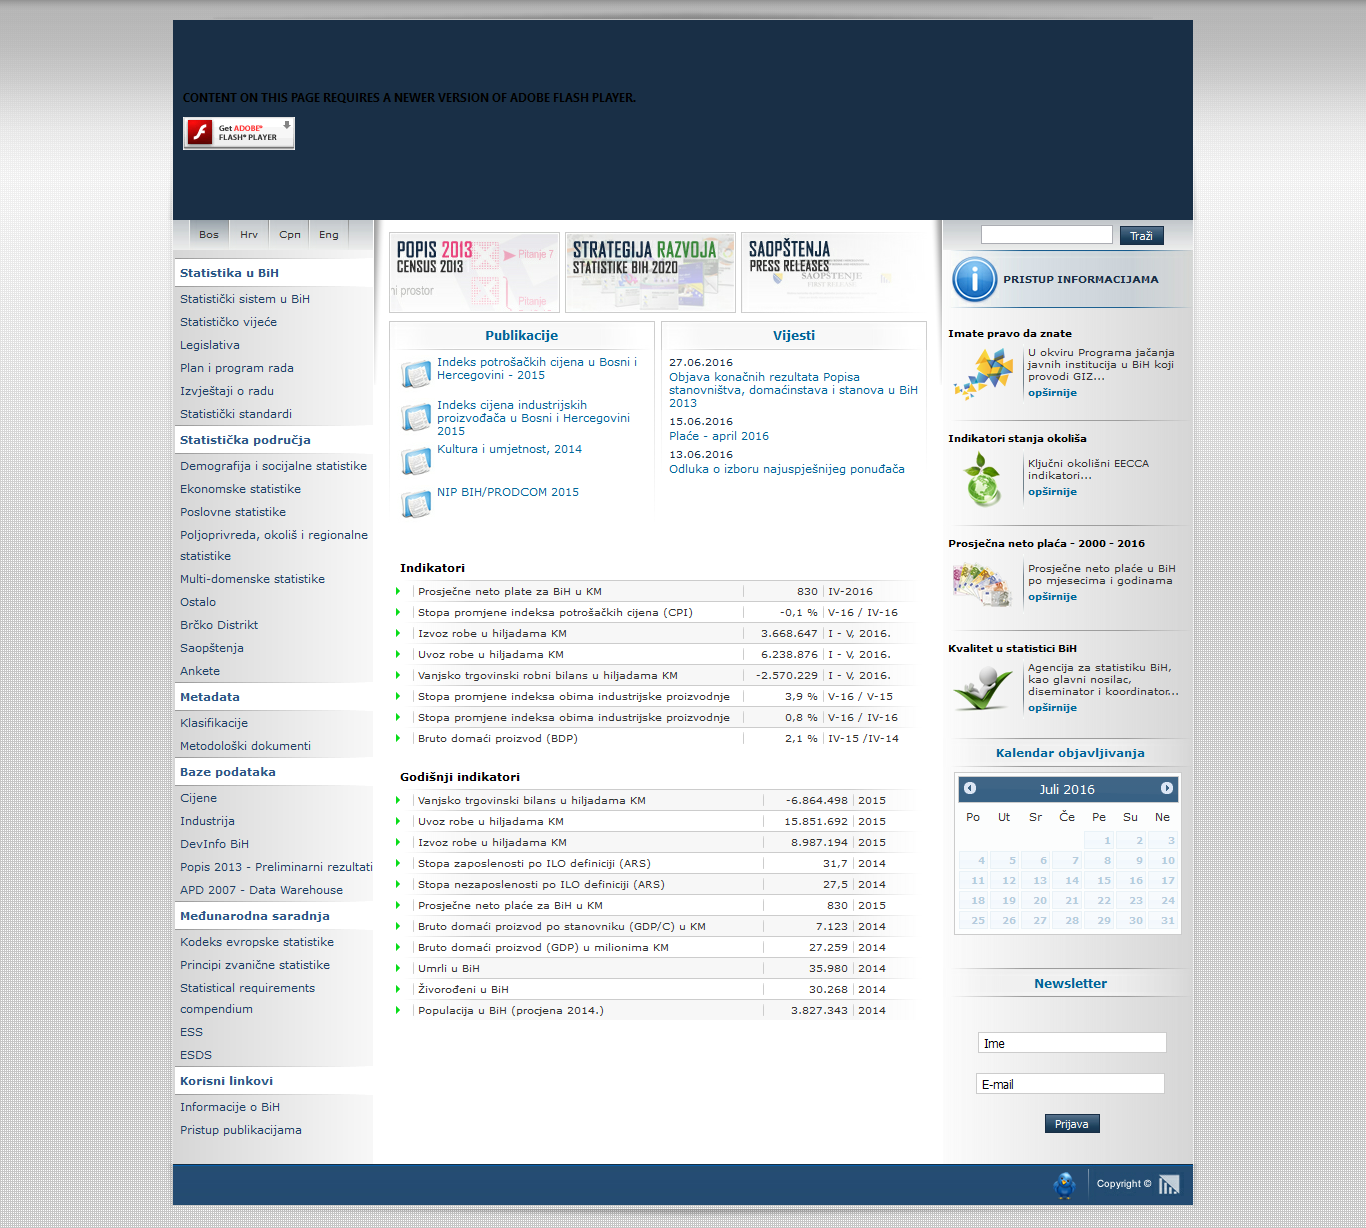 CONTENT ON THIS PAGE REQUIRES A NEWER VERSION OF ADOBE FLASH PLAYER.
Get ADOBE®
FLASH® PLAYER
Bos Hrv Срп Eng
Statistika u BiH
Statistički sistem u BiH
Statističko vijeće
Legislativa
Plan i program rada
Izvještaji o radu
Statistički standardi
Statistička područja
Demografija i socijalne statistike
Ekonomske statistike
Poslovne statistike
Poljoprivreda, okoliš i regionalne
statistike
Multi-domenske statistike
Ostalo
Brčko Distrikt
Saopštenja
Ankete
Metadata
Klasifikacije
Metodološki dokumenti
Baze podataka
Cijene
Industrija
DevInfo BiH
Popis 2013 - Preliminarni rezultati
APD 2007 - Data Warehouse
Međunarodna saradnja
Kodeks evropske statistike
Principi zvanične statistike
Statistical requirements
compendium
ESS
ESDS
Korisni linkovi
Informacije o BiH
Pristup publikacijama
POPIS 2013
CENSUS 2013
Pitanje 7
ni prostor
Pitanje
STRATEGIJA RAZVOJA
STATISTIKE BIH 2020
SAOPŠTENJA
PRESS RELEASES
SAOPŠTENJE
FIRST RELEASE
Publikacije
Indeks potrošačkih cijena u Bosni i
Hercegovini - 2015
Indeks cijena industrijskih
proizvođača u Bosni i Hercegovini
2015
Kultura i umjetnost, 2014
NIP BIH/PRODCOM 2015
Vijesti
27.06.2016
Objava konačnih rezultata Popisa
stanovništva, domaćinstava i stanova u BiH
2013
15.06.2016
Plaće - april 2016
13.06.2016
Odluka o izboru najuspješnijeg ponuđača
Indikatori
Prosječne neto plate za BiH u KM 830 IV-2016
Stopa promjene indeksa potrošačkih cijena (CPI) -0,1 % V-16 / IV-16
Izvoz robe u hiljadama KM 3.668.647 I - V, 2016.
Uvoz robe u hiljadama KM 6.238.876 I - V, 2016.
Vanjsko trgovinski robni bilans u hiljadama KM -2.570.229 I - V, 2016.
Stopa promjene indeksa obima industrijske proizvodnje 3,9 % V-16 / V-15
Stopa promjene indeksa obima industrijske proizvodnje 0,8 % V-16 / IV-16
Bruto domaći proizvod (BDP) 2,1 % IV-15 /IV-14
Godišnji indikatori
Vanjsko trgovinski bilans u hiljadama KM -6.864.498 2015
Uvoz robe u hiljadama KM 15.851.692 2015
Izvoz robe u hiljadama KM 8.987.194 2015
Stopa zaposlenosti po ILO definiciji (ARS) 31,7 2014
Stopa nezaposlenosti po ILO definiciji (ARS) 27,5 2014
Prosječne neto plaće za BiH u KM 830 2015
Bruto domaći proizvod po stanovniku (GDP/C) u KM 7.123 2014
Bruto domaći proizvod (GDP) u milionima KM 27.259 2014
Umrli u BiH 35.980 2014
Živorođeni u BiH 30.268 2014
Populacija u BiH (procjena 2014.) 3.827.343 2014
Traži
PRISTUP INFORMACIJAMA
Imate pravo da znate
U okviru Programa jačanja
javnih institucija u BiH koji
provodi GIZ...
opširnije
Indikatori stanja okoliša
Ključni okolišni EECCA
indikatori...
opširnije
Prosječna neto plaća - 2000 - 2016
Prosječne neto plaće u BiH
po mjesecima i godinama
opširnije
Kvalitet u statistici BiH
Agencija za statistiku BiH,
kao glavni nosilac,
diseminator i koordinator...
opširnije
Kalendar objavljivanja
Juli 2016
Po Ut Sr Če Pe Su Ne
1 2 3
4 5 6 7 8 9 10
11 12 13 14 15 16 17
18 19 20 21 22 23 24
25 26 27 28 29 30 31
Newsletter
Ime
E-mail
Prijava
Copyright ©